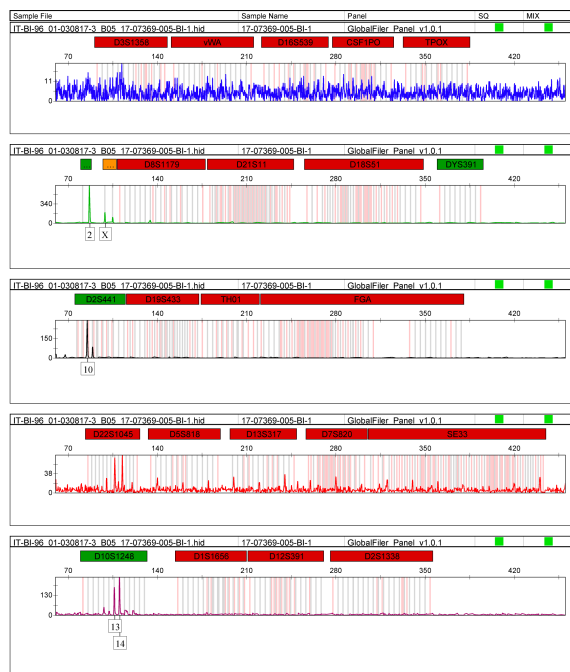 Sample File Sample Name Panel SQ MIX
IT-BI-96_01-030817-3_B05_17-07369-005-BI-1.hid 17-07369-005-BI-1 GlobalFiler_Panel_v1.0.1
D3S1358 vWA D16S539 CSF1PO TPOX
70 140 210 280 350 420
11
0
IT-BI-96_01-030817-3_B05_17-07369-005-BI-1.hid 17-07369-005-BI-1 GlobalFiler_Panel_v1.0.1
... ... D8S1179 D21S11 D18S51 DYS391
70 140 210 280 350 420
340
0
2 X
IT-BI-96_01-030817-3_B05_17-07369-005-BI-1.hid 17-07369-005-BI-1 GlobalFiler_Panel_v1.0.1
D2S441 D19S433 TH01 FGA
70 140 210 280 350 420
150
0
10
IT-BI-96_01-030817-3_B05_17-07369-005-BI-1.hid 17-07369-005-BI-1 GlobalFiler_Panel_v1.0.1
D22S1045 D5S818 D13S317 D7S820 SE33
70 140 210 280 350 420
38
0
IT-BI-96_01-030817-3_B05_17-07369-005-BI-1.hid 17-07369-005-BI-1 GlobalFiler_Panel_v1.0.1
D10S1248 D1S1656 D12S391 D2S1338
70 140 210 280 350 420
130
0
13
14